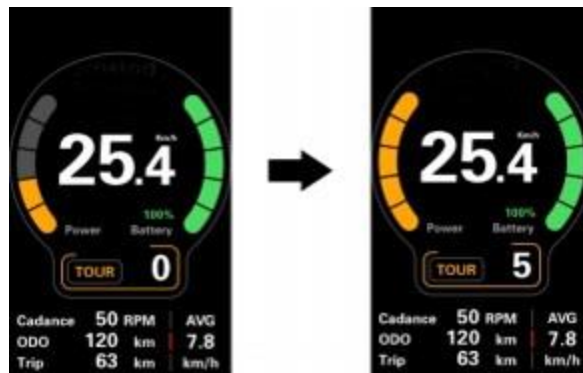 Km/h
25.4
100%
Power Battery
TOUR 0
Cadance 50 RPM AVG
ODO 120 km 7.8
Trip 63 km km/h
Km/h
25.4
100%
Power Battery
TOUR 5
Cadance 50 RPM AVG
ODO 120 km 7.8
Trip 63 km km/h